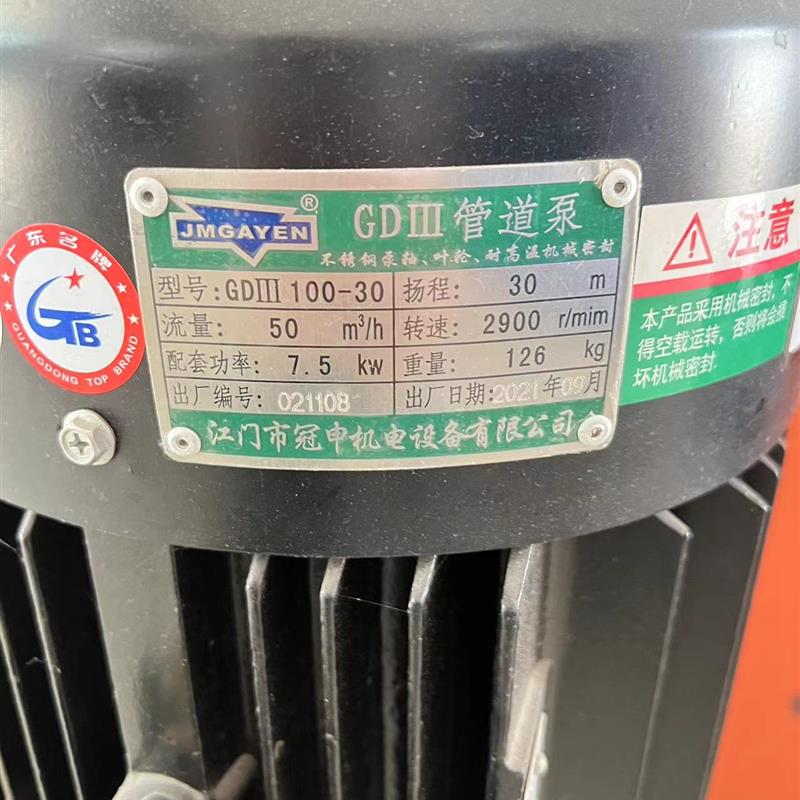 JMGAYEN ®
GDⅢ 管道泵
不锈钢泵轴、叶轮、耐高温机械密封
型号: GDⅢ 100-30 扬程: 30 m
流量: 50 m³/h 转速: 2900 r/mim
配套功率: 7.5 kw 重量: 126 kg
出厂编号: 021108 出厂日期: 2021年09月
江门市冠申机电设备有限公司
广东名牌
GTB
GUANGDONG TOP BRAND
注意
本产品采用机械密封,不
得空载运转,否则将会损
坏机械密封.